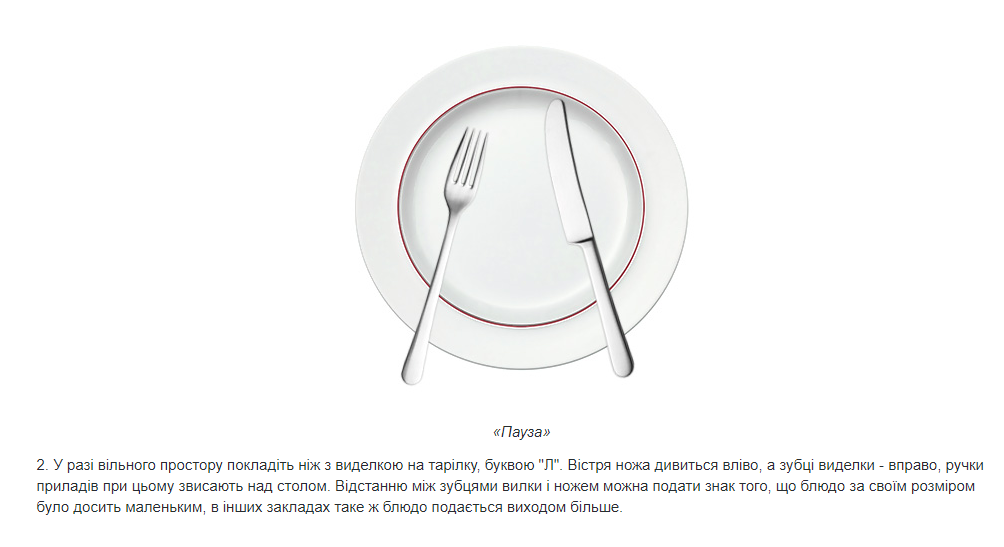 «Пауза»
2. У разі вільного простору покладіть ніж з виделкою на тарілку, буквою "Л". Вістря ножа дивиться вліво, а зубці виделки - вправо, ручки
приладів при цьому звисають над столом. Відстанню між зубцями вилки і ножем можна подати знак того, що блюдо за своїм розміром
було досить маленьким, в інших закладах таке ж блюдо подається виходом більше.